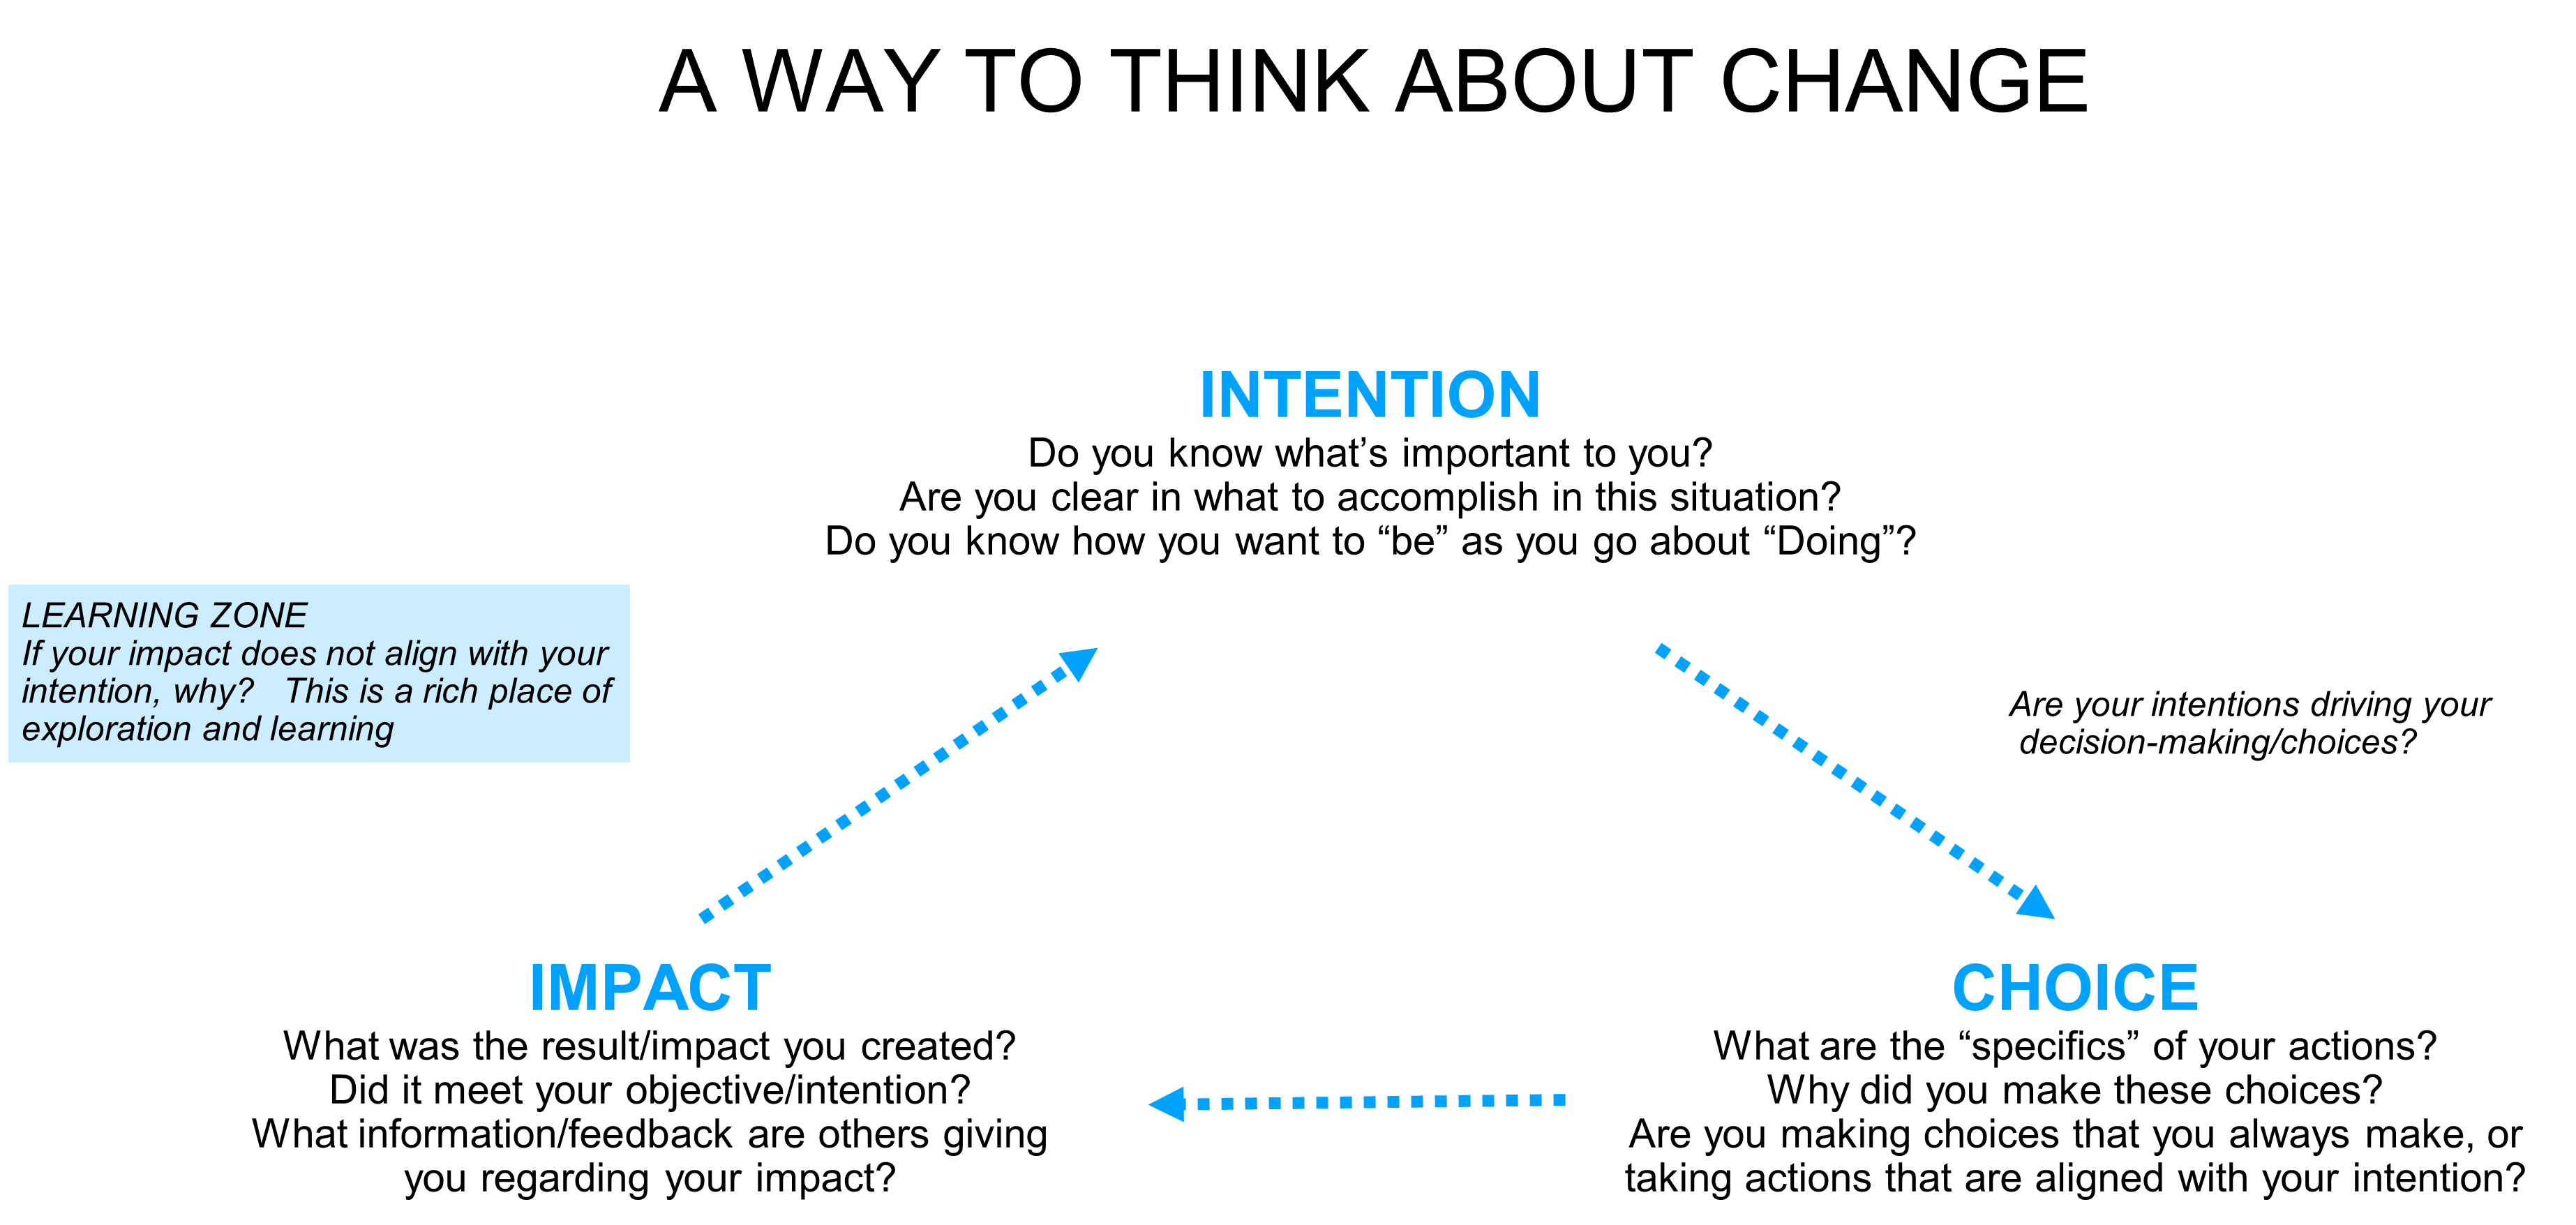 A WAY TO THINK ABOUT CHANGE
INTENTION
Do you know what’s important to you?
Are you clear in what to accomplish in this situation?
Do you know how you want to “be” as you go about “Doing”?
LEARNING ZONE
If your impact does not align with your
intention, why?   This is a rich place of
exploration and learning
Are your intentions driving your
decision-making/choices?
IMPACT
What was the result/impact you created?
Did it meet your objective/intention?
What information/feedback are others giving
you regarding your impact?
CHOICE
What are the “specifics” of your actions?
Why did you make these choices?
Are you making choices that you always make, or
taking actions that are aligned with your intention?